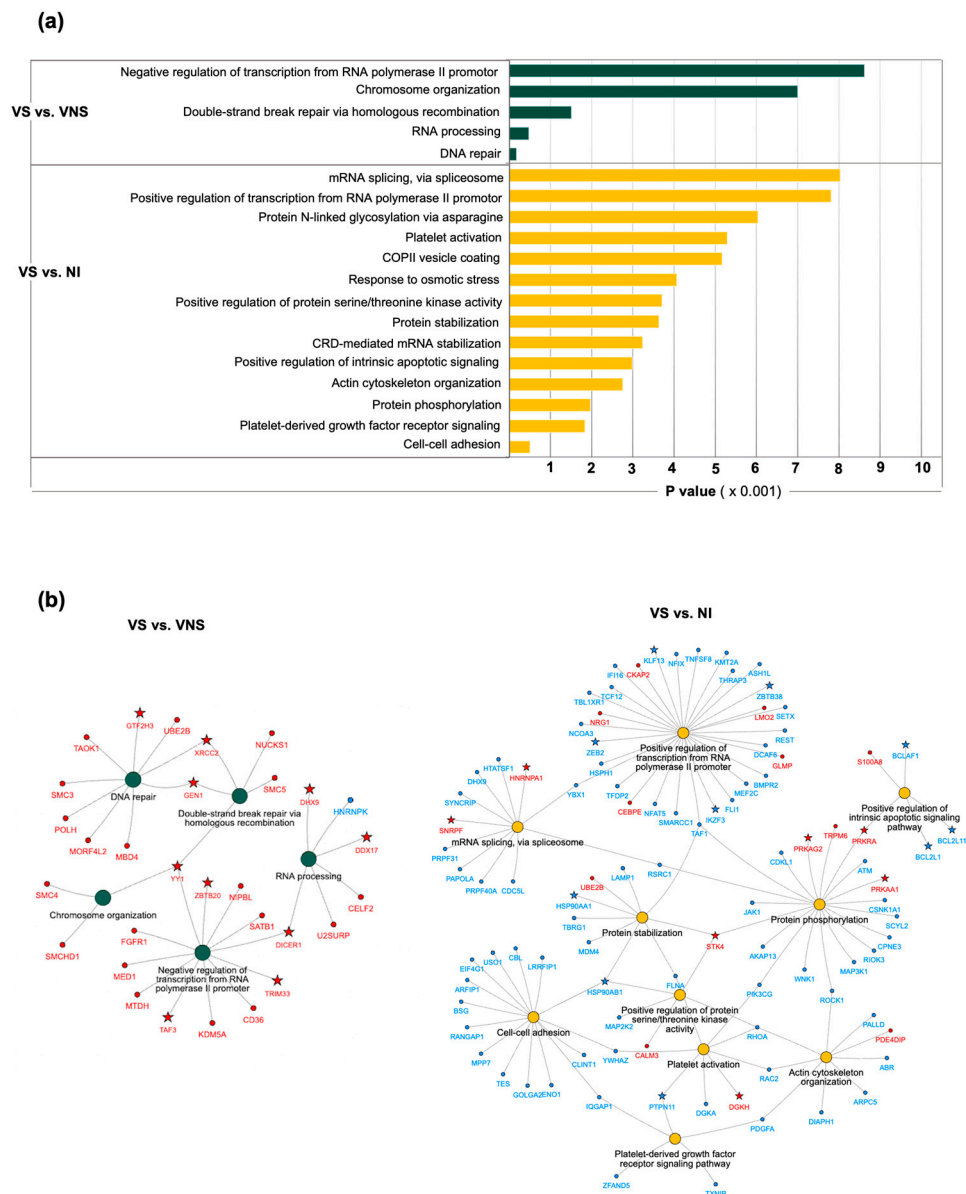 (a)
VS vs. VNS
Negative regulation of transcription from RNA polymerase II promotor
Chromosome organization
Double-strand break repair via homologous recombination
RNA processing
DNA repair
VS vs. NI
mRNA splicing, via spliceosome
Positive regulation of transcription from RNA polymerase II promotor
Protein N-linked glycosylation via asparagine
Platelet activation
COPII vesicle coating
Response to osmotic stress
Positive regulation of protein serine/threonine kinase activity
Protein stabilization
CRD-mediated mRNA stabilization
Positive regulation of intrinsic apoptotic signaling
Actin cytoskeleton organization
Protein phosphorylation
Platelet-derived growth factor receptor signaling
Cell-cell adhesion
1 2 3 4 5 6 7 8 9 10
P value ( x 0.001)
(b)
VS vs. VNS
GTF2H3
UBE2B
TAOK1
XRCC2
NUCKS1
SMC3
DNA repair
GEN1
SMC5
DHX9
HNRNPK
Double-strand break repair via
homologous recombination
POLH
MORF4L2
MBD4
DDX17
YY1
ZBTB20
NIPBL
RNA processing
SMC4
Chromosome organization
SATB1
CELF2
U2SURP
SMCHD1
FGFR1
DICER1
MED1
Negative regulation of
transcription from RNA
polymerase II promoter
TRIM33
MTDH
TAF3
KDM5A
CD36
VS vs. NI
KLF13
NFIX
TNFSF8
KMT2A
IFI16
CKAP2
THRAP3
ASH1L
TBL1XR1
TCF12
ZBTB38
NRG1
LMO2
SETX
NCOA3
REST
ZEB2
Positive regulation of
transcription from RNA
polymerase II promoter
DCAF6
GLMP
HSPH1
BMPR2
YBX1
TFDP2
MEF2C
CEBPE
NFAT5
SMARCC1
IKZF3
FLI1
TAF1
HTATSF1
HNRNPA1
DHX9
SYNCRIP
SNRPF
mRNA splicing, via spliceosome
PRPF31
PAPOLA
PRPF40A
CDC5L
RSRC1
S100A8
BCLAF1
Positive regulation of
intrinsic apoptotic signaling
pathway
BCL2L11
BCL2L1
TRPM6
PRKAG2
PRKRA
CDKL1
ATM
PRKAA1
JAK1
Protein phosphorylation
CSNK1A1
SCYL2
CPNE3
RIOK3
AKAP13
MAP3K1
WNK1
PIK3CG
ROCK1
UBE2B
LAMP1
HSP90AA1
TBRG1
Protein stabilization
MDM4
STK4
CBL
USO1
LRRFIP1
EIF4G1
HSP90AB1
FLNA
ARFIP1
BSG
Positive regulation of protein
serine/threonine kinase
activity
MAP2K2
RANGAP1
Cell-cell adhesion
CALM3
RHOA
PALLD
PDE4DIP
MPP7
CLINT1
YWHAZ
Platelet activation
RAC2
Actin cytoskeleton
organization
ABR
TES
GOLGA2
ENO1
IQGAP1
PTPN11
DGKA
DGKH
ARPC5
PDGFA
DIAPH1
Platelet-derived growth factor
receptor signaling pathway
ZFAND5
TXNIP